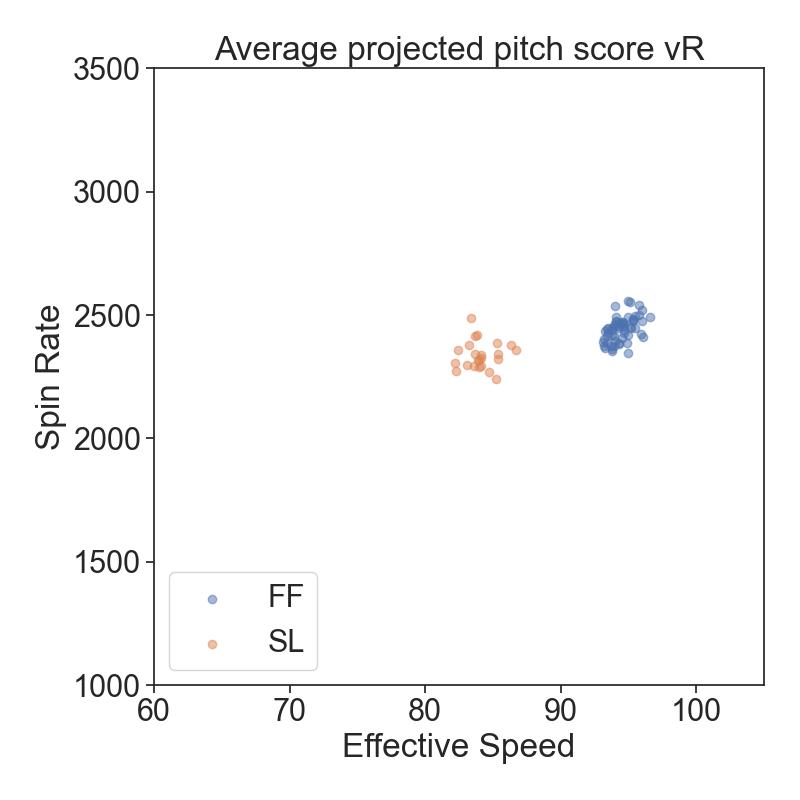 Average projected pitch score vR
3500
3000
2500
2000
1500
1000
Spin Rate
FF
SL
60 70 80 90 100
Effective Speed